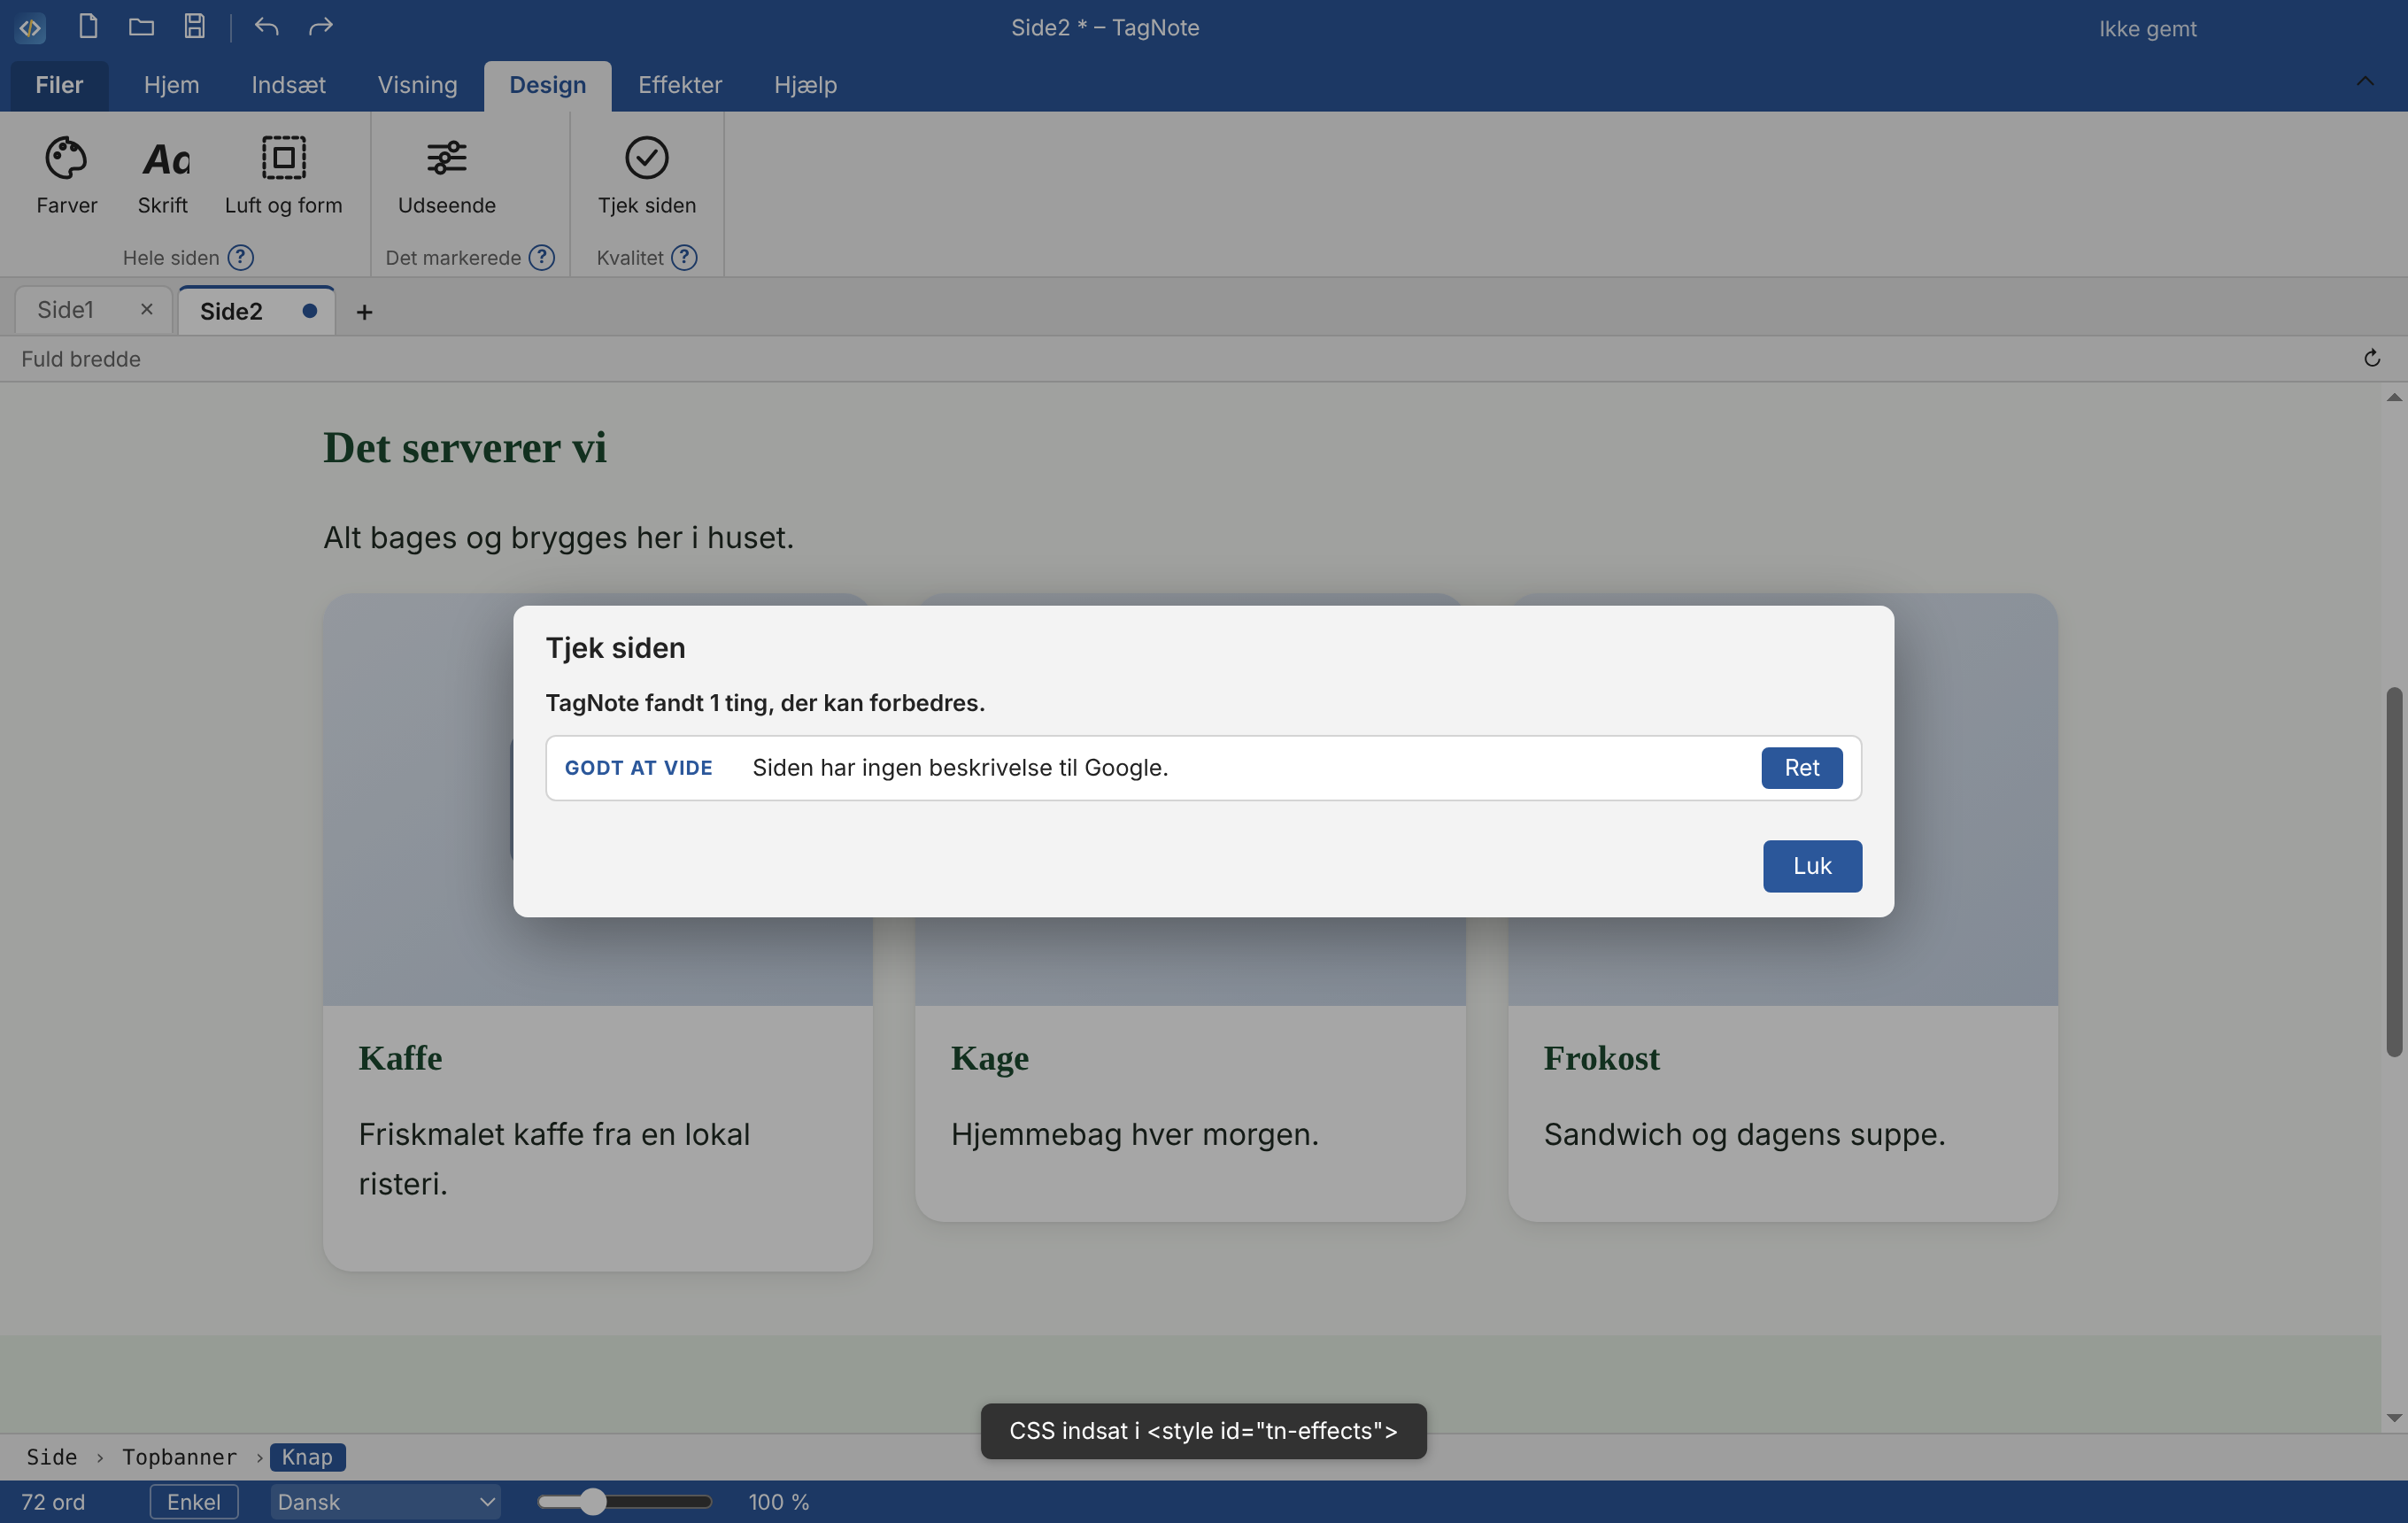 Side2 * – TagNote
Ikke gemt
Filer
Hjem
Indsæt
Visning
Design
Effekter
Hjælp
Aa
Farver
Skrift
Luft og form
Udseende
Tjek siden
Hele siden ?
Det markerede ?
Kvalitet ?
Side1 ×
Side2
+
Fuld bredde
Det serverer vi
Alt bages og brygges her i huset.
Tjek siden
TagNote fandt 1 ting, der kan forbedres.
GODT AT VIDE Siden har ingen beskrivelse til Google. Ret
Luk
Kaffe
Friskmalet kaffe fra en lokal
risteri.
Kage
Hjemmebag hver morgen.
Frokost
Sandwich og dagens suppe.
CSS indsat i <style id="tn-effects">
Side › Topbanner › Knap
72 ord
Enkel
Dansk
100 %